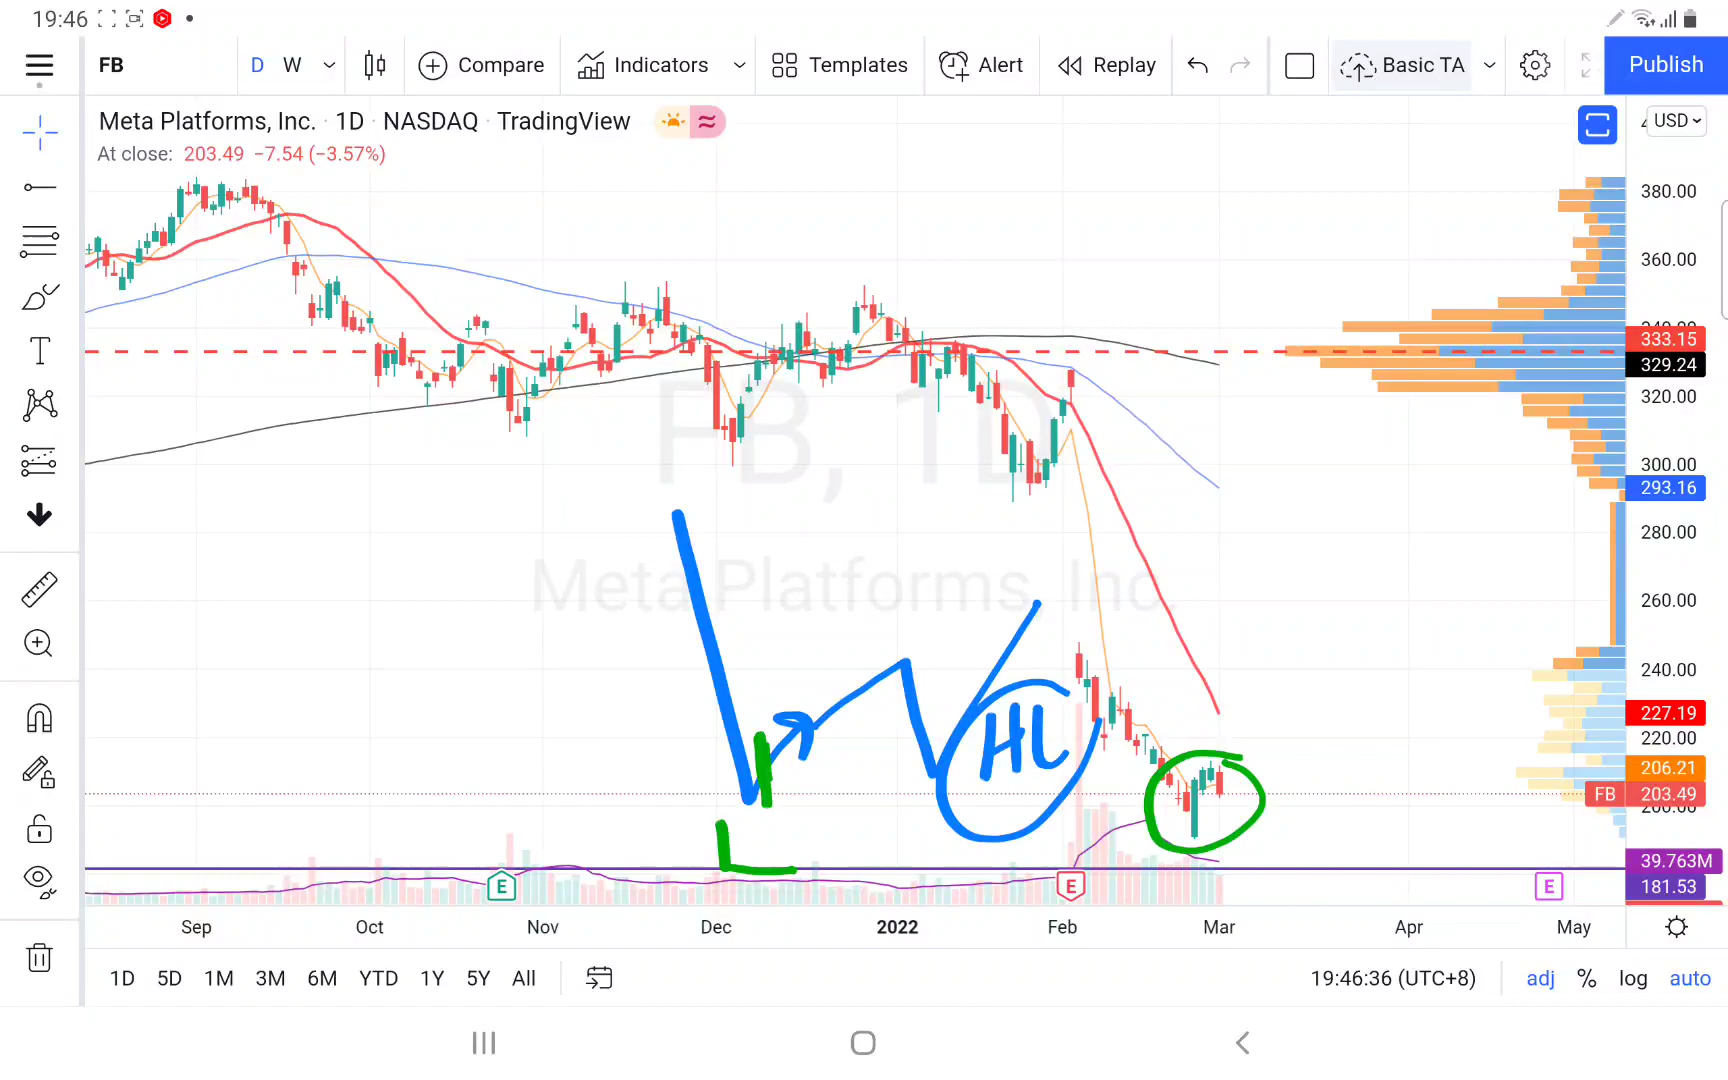 19:46
FB D W Compare Indicators Templates Alert Replay Basic TA Publish
Meta Platforms, Inc. · 1D · NASDAQ · TradingView
USD
At close: 203.49 −7.54 (−3.57%)
380.00
360.00
340.00
333.15
329.24
320.00
300.00
293.16
280.00
260.00
240.00
227.19
220.00
206.21
FB 203.49
200.00
39.763M
181.53
FB, 1D
Meta Platforms, Inc
HL
L
E E E
Sep Oct Nov Dec 2022 Feb Mar Apr May
1D 5D 1M 3M 6M YTD 1Y 5Y All 19:46:36 (UTC+8) adj % log auto